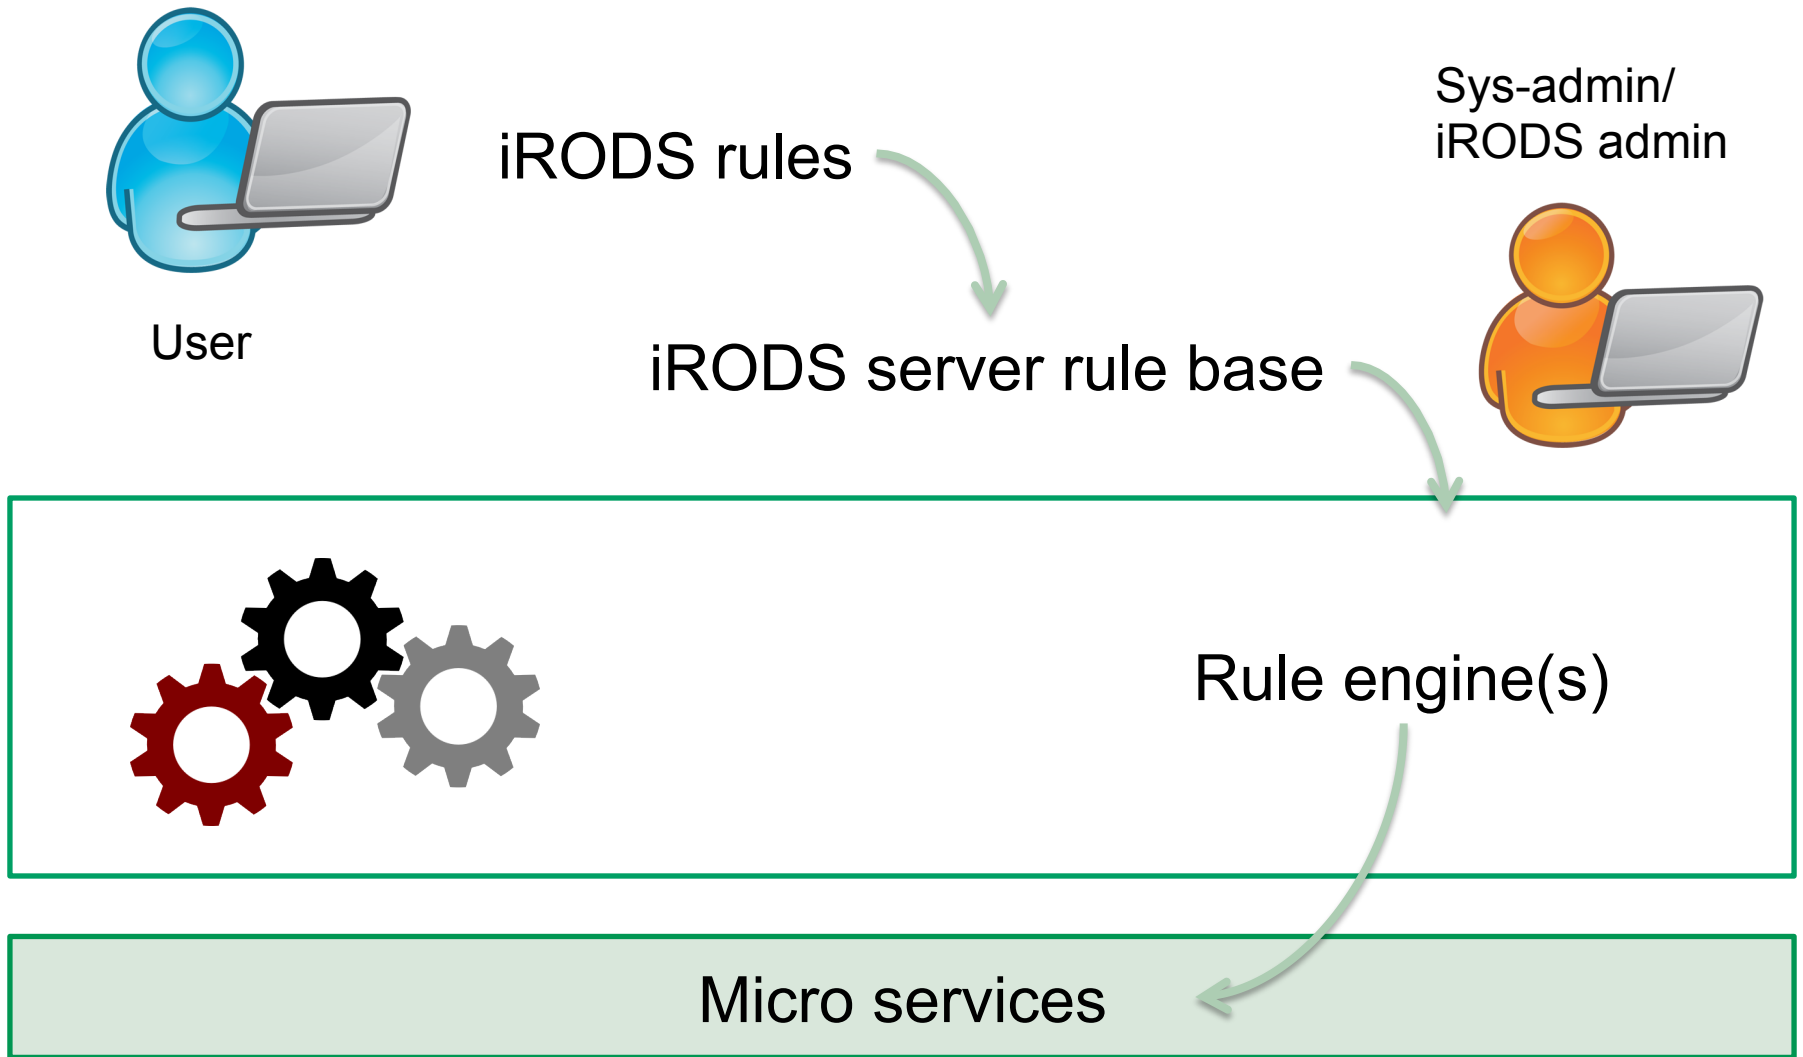 Sys-admin/
iRODS admin
iRODS rules
User
iRODS server rule base
Rule engine(s)
Micro services